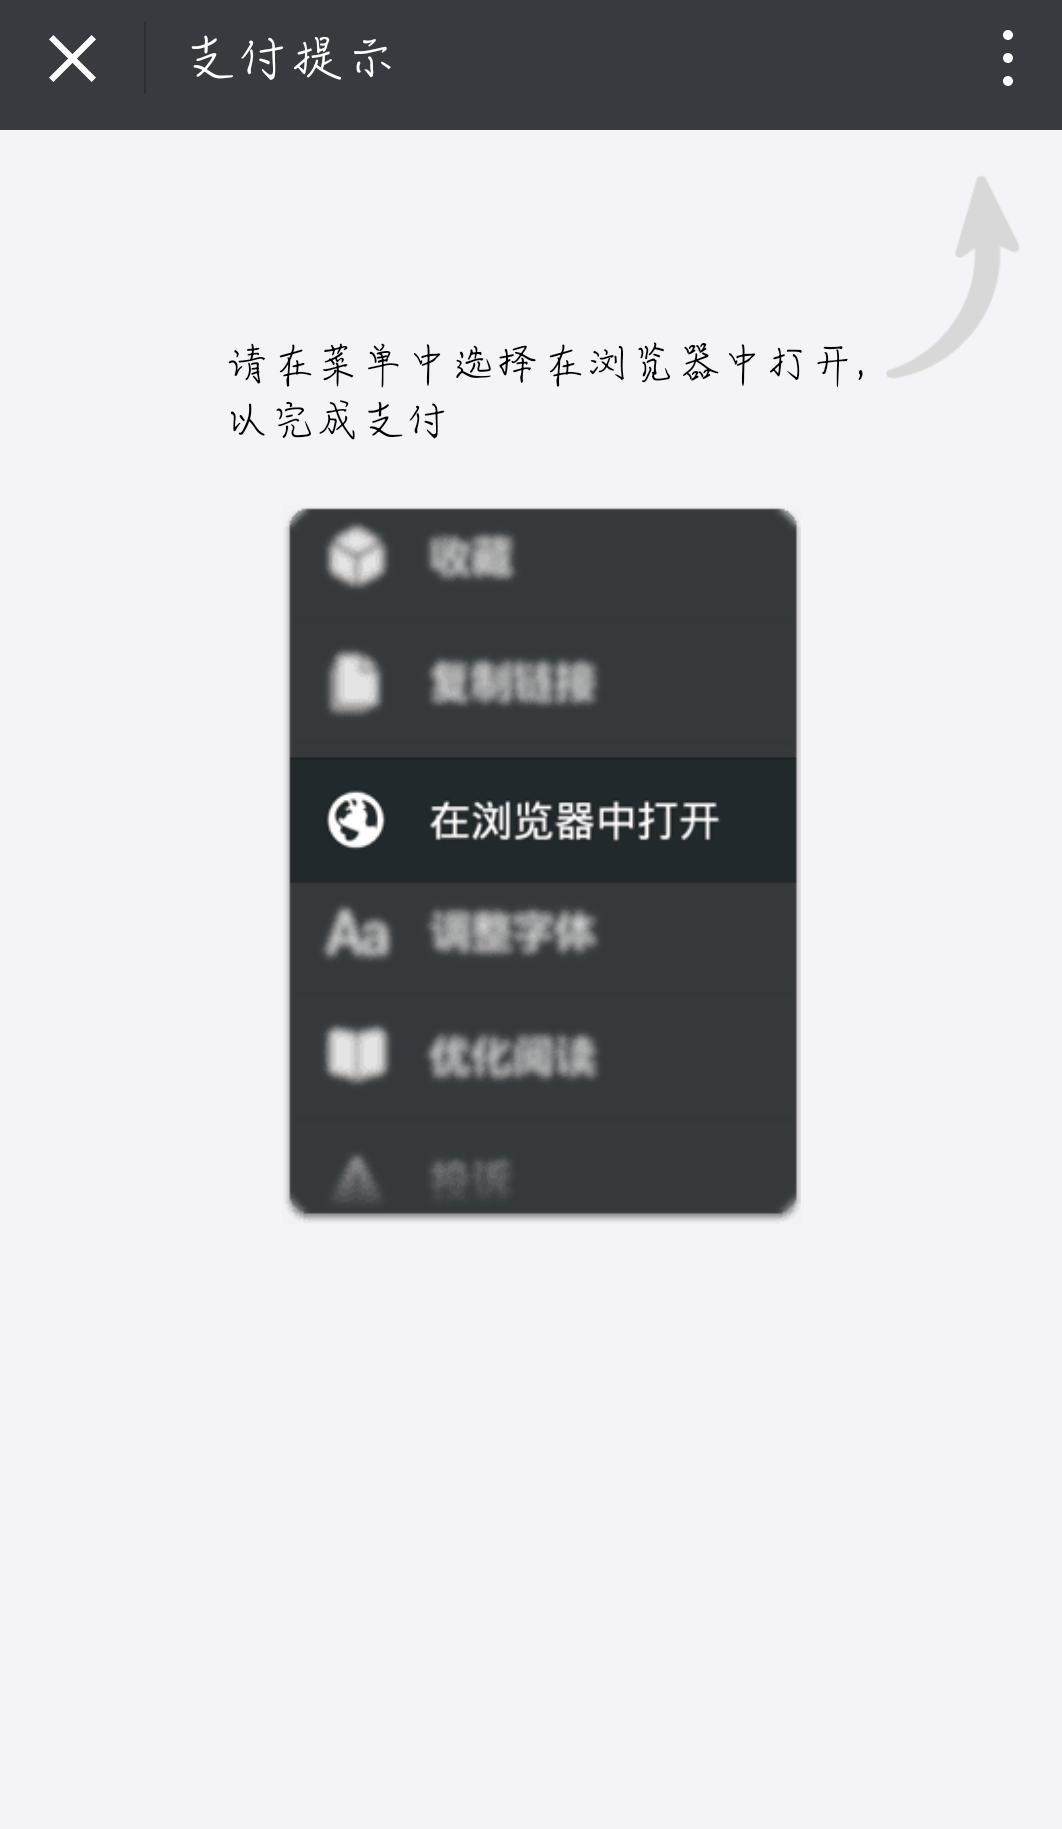 支付提示
请在菜单中选择在浏览器中打开,
以完成支付
收藏
复制链接
在浏览器中打开
Aa 调整字体
优化阅读
投诉